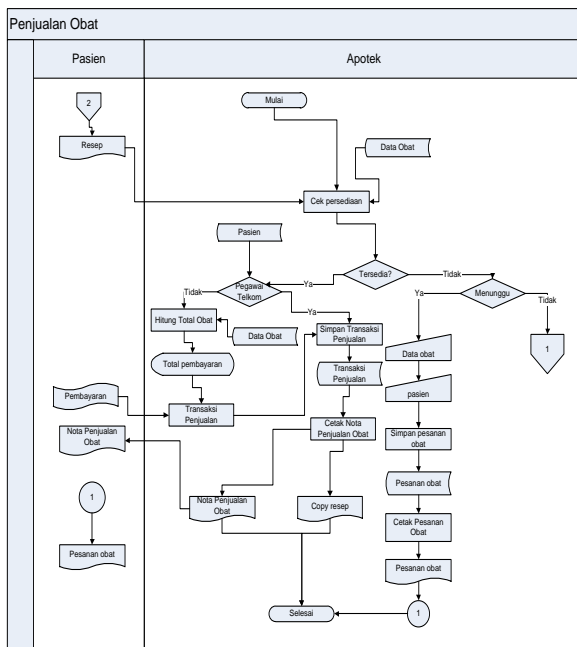 Penjualan Obat
Pasien
Apotek
2
Mulai
Resep
Data Obat
Cek persediaan
Pasien
Tersedia?
Ya
Tidak
Pegawai
Telkom
Tidak
Ya
Menunggu
Ya
Tidak
Hitung Total Obat
Data Obat
Simpan Transaksi
Penjualan
Data obat
1
Total pembayaran
Transaksi
Penjualan
pasien
Pembayaran
Transaksi
Penjualan
Cetak Nota
Penjualan Obat
Simpan pesanan
obat
Nota Penjualan
Obat
Pesanan obat
1
Nota Penjualan
Obat
Copy resep
Cetak Pesanan
Obat
Pesanan obat
Pesanan obat
Selesai
1